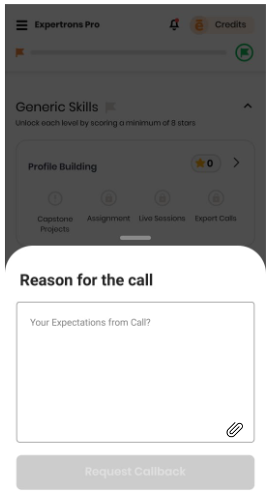 Expertrons Pro
Credits
Generic Skills
Unlock each level by scoring a minimum of 8 stars
Profile Building
0
Capstone Projects
Assignment
Live Sessions
Expert Calls
Reason for the call
Your Expectations from Call?
Request Callback